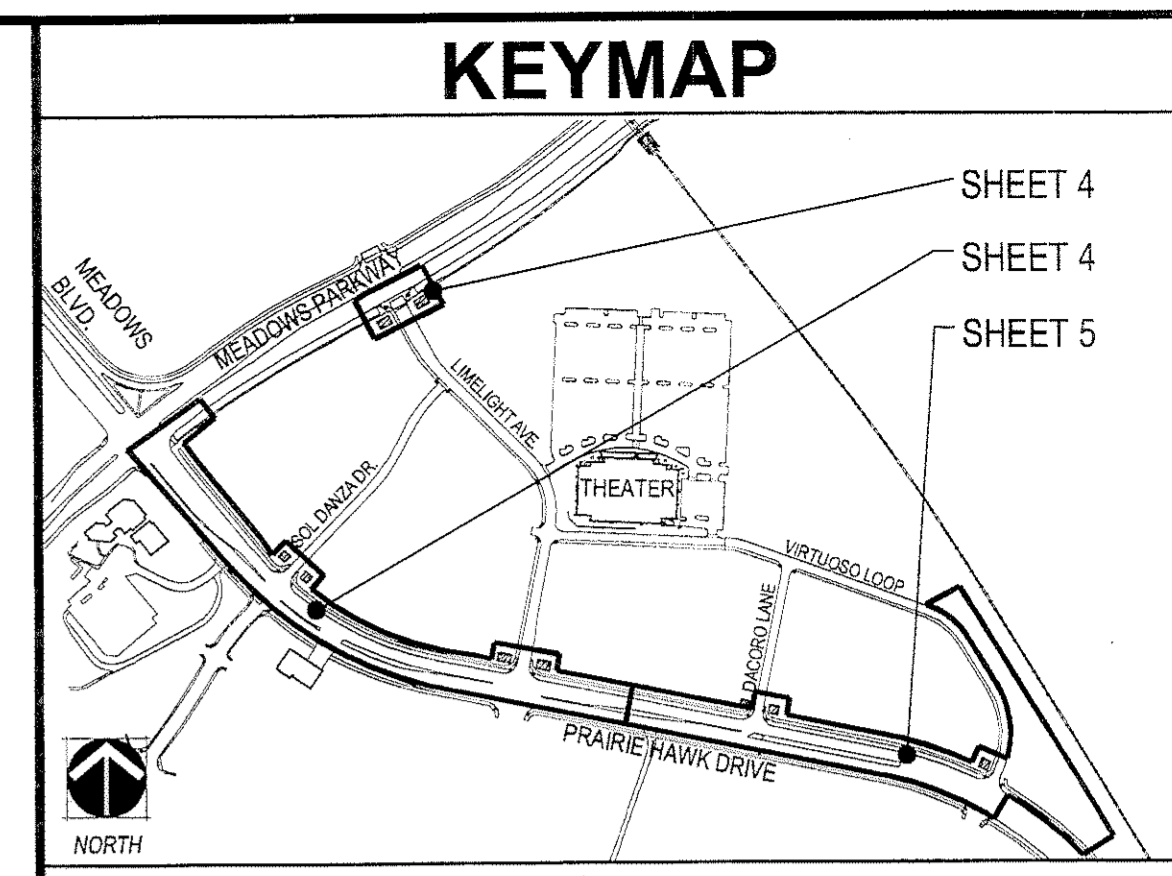 KEYMAP
SHEET 4
SHEET 4
SHEET 5
MEADOWS
BLVD.
MEADOWS PARKWAY
LIMELIGHT AVE.
SOL DANZA DR.
THEATER
VIRTUOSO LOOP
DACORO LANE
PRAIRIE HAWK DRIVE
NORTH